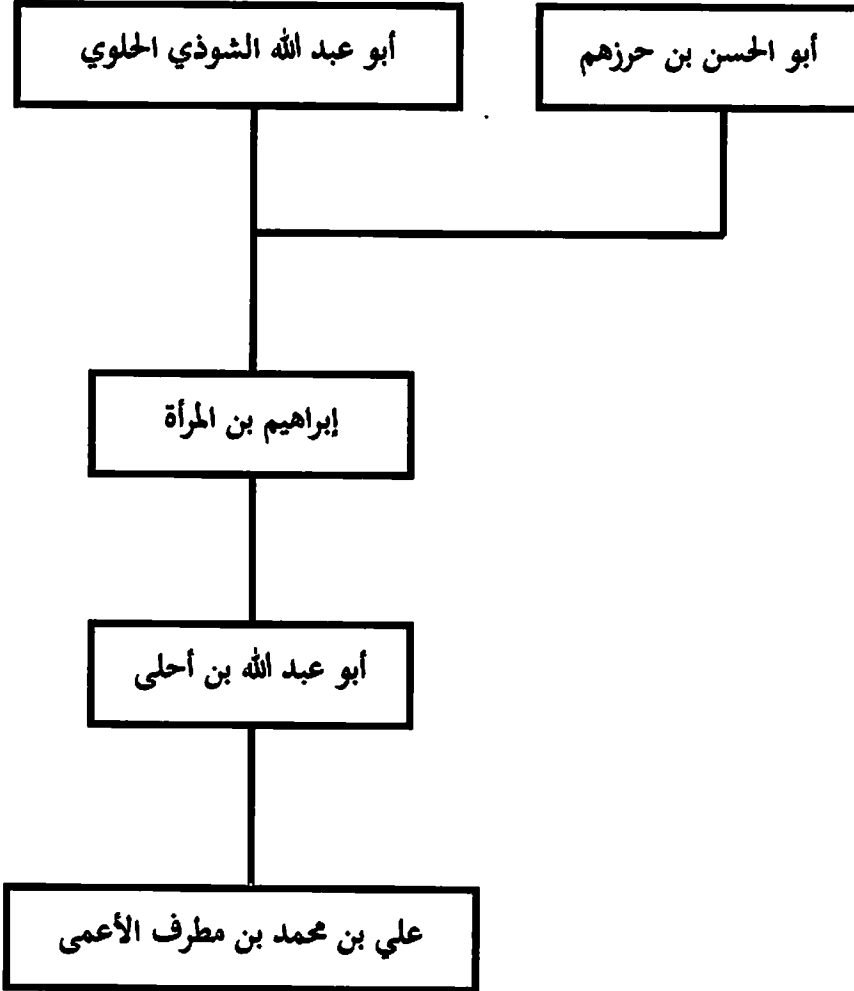 أبو الحسن بن حرزهم
أبو عبد الله الشوذي الحلوي
إبراهيم بن المرأة
أبو عبد الله بن أحلى
علي بن محمد بن مطرف الأعمى